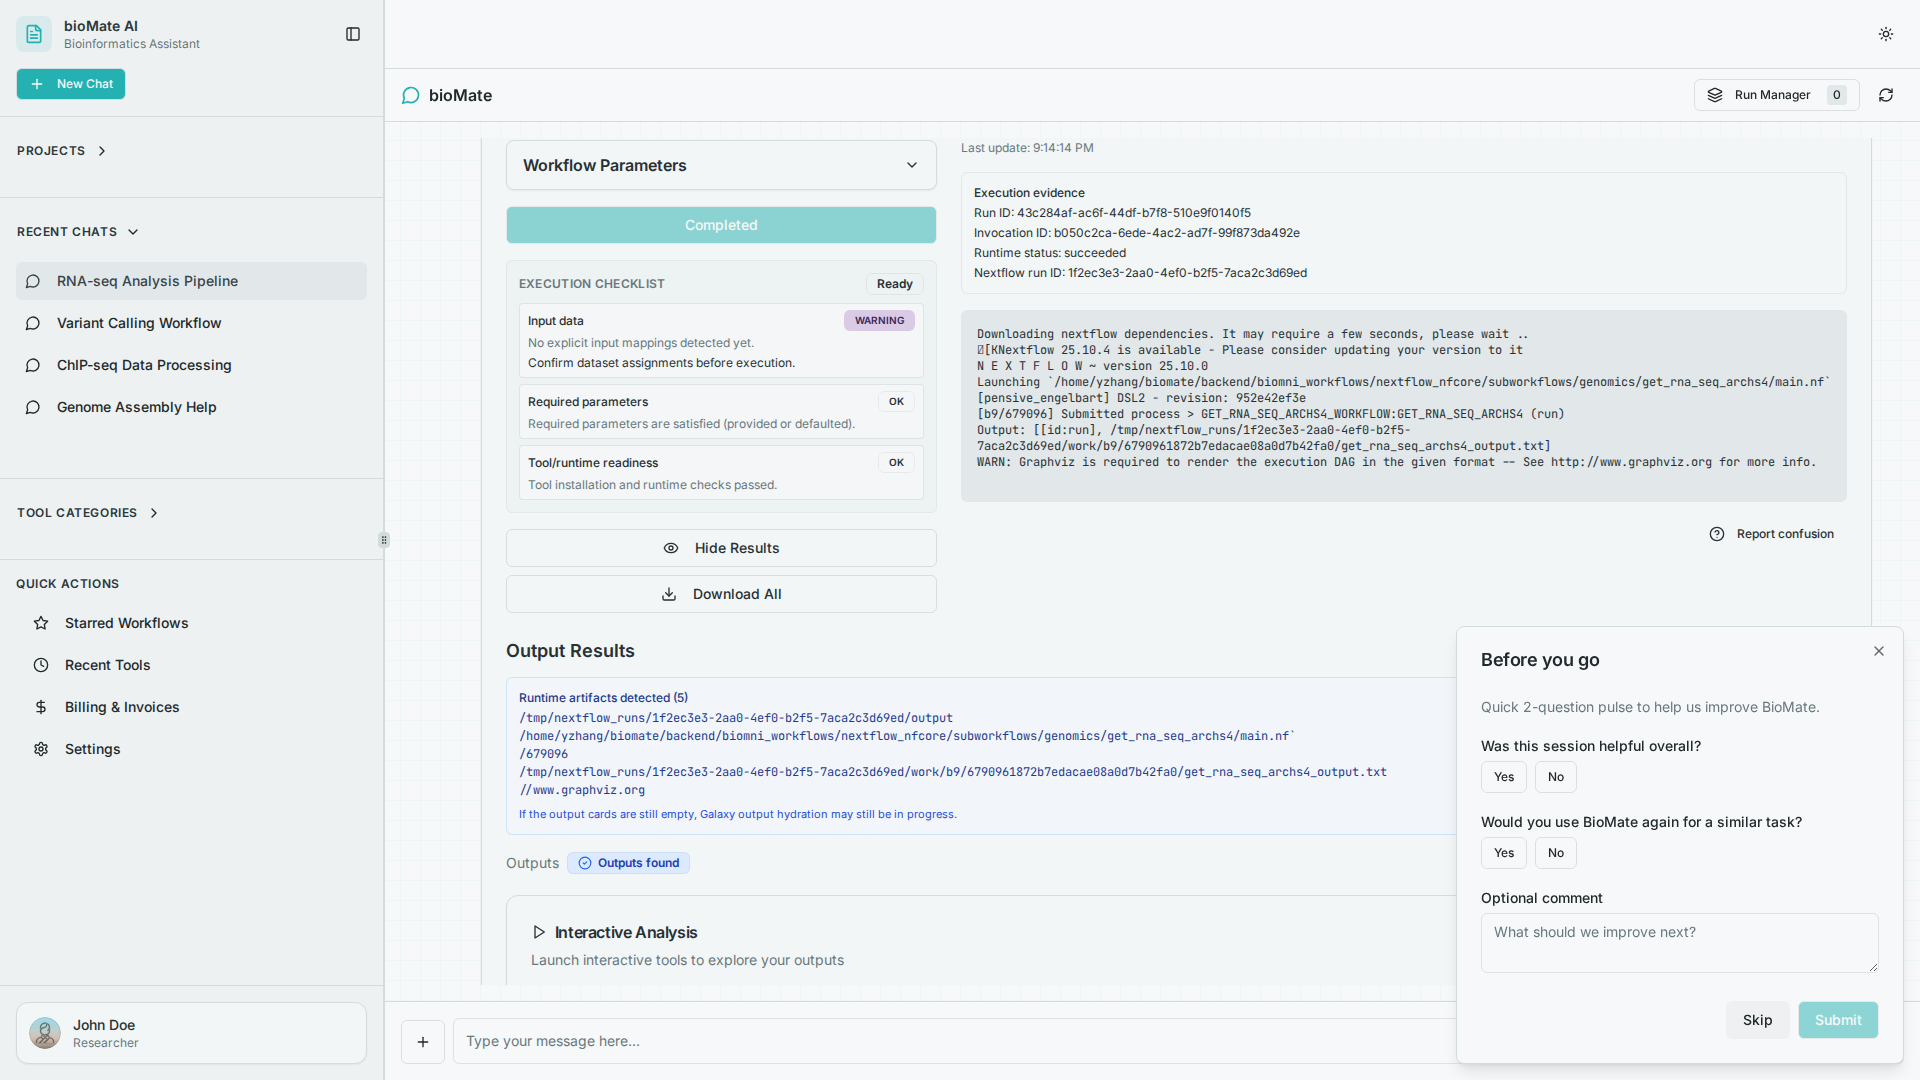 bioMate AI
Bioinformatics Assistant
New Chat
PROJECTS
RECENT CHATS
RNA-seq Analysis Pipeline
Variant Calling Workflow
ChIP-seq Data Processing
Genome Assembly Help
TOOL CATEGORIES
QUICK ACTIONS
Starred Workflows
Recent Tools
Billing & Invoices
Settings
John Doe
Researcher
bioMate
Run Manager 0
Workflow Parameters
Completed
EXECUTION CHECKLIST Ready
Input data WARNING
No explicit input mappings detected yet.
Confirm dataset assignments before execution.
Required parameters OK
Required parameters are satisfied (provided or defaulted).
Tool/runtime readiness OK
Tool installation and runtime checks passed.
Hide Results
Download All
Last update: 9:14:14 PM
Execution evidence
Run ID: 43c284af-ac6f-44df-b7f8-510e9f0140f5
Invocation ID: b050c2ca-6ede-4ac2-ad7f-99f873da492e
Runtime status: succeeded
Nextflow run ID: 1f2ec3e3-2aa0-4ef0-b2f5-7aca2c3d69ed
Downloading nextflow dependencies. It may require a few seconds, please wait ..
[KNextflow 25.10.4 is available - Please consider updating your version to it
N E X T F L O W ~ version 25.10.0
Launching `/home/yzhang/biomate/backend/biomni_workflows/nextflow_nfcore/subworkflows/genomics/get_rna_seq_archs4/main.nf`
[pensive_engelbart] DSL2 - revision: 952e42ef3e
[b9/679096] Submitted process > GET_RNA_SEQ_ARCHS4_WORKFLOW:GET_RNA_SEQ_ARCHS4 (run)
Output: [[id:run], /tmp/nextflow_runs/1f2ec3e3-2aa0-4ef0-b2f5-
7aca2c3d69ed/work/b9/6790961872b7edacae08a0d7b42fa0/get_rna_seq_archs4_output.txt]
WARN: Graphviz is required to render the execution DAG in the given format -- See http://www.graphviz.org for more info.
Report confusion
Output Results
Runtime artifacts detected (5)
/tmp/nextflow_runs/1f2ec3e3-2aa0-4ef0-b2f5-7aca2c3d69ed/output
/home/yzhang/biomate/backend/biomni_workflows/nextflow_nfcore/subworkflows/genomics/get_rna_seq_archs4/main.nf`
/679096
/tmp/nextflow_runs/1f2ec3e3-2aa0-4ef0-b2f5-7aca2c3d69ed/work/b9/6790961872b7edacae08a0d7b42fa0/get_rna_seq_archs4_output.txt
//www.graphviz.org
If the output cards are still empty, Galaxy output hydration may still be in progress.
Outputs Outputs found
Interactive Analysis
Launch interactive tools to explore your outputs
Type your message here...
Before you go
Quick 2-question pulse to help us improve BioMate.
Was this session helpful overall?
Yes No
Would you use BioMate again for a similar task?
Yes No
Optional comment
What should we improve next?
Skip Submit